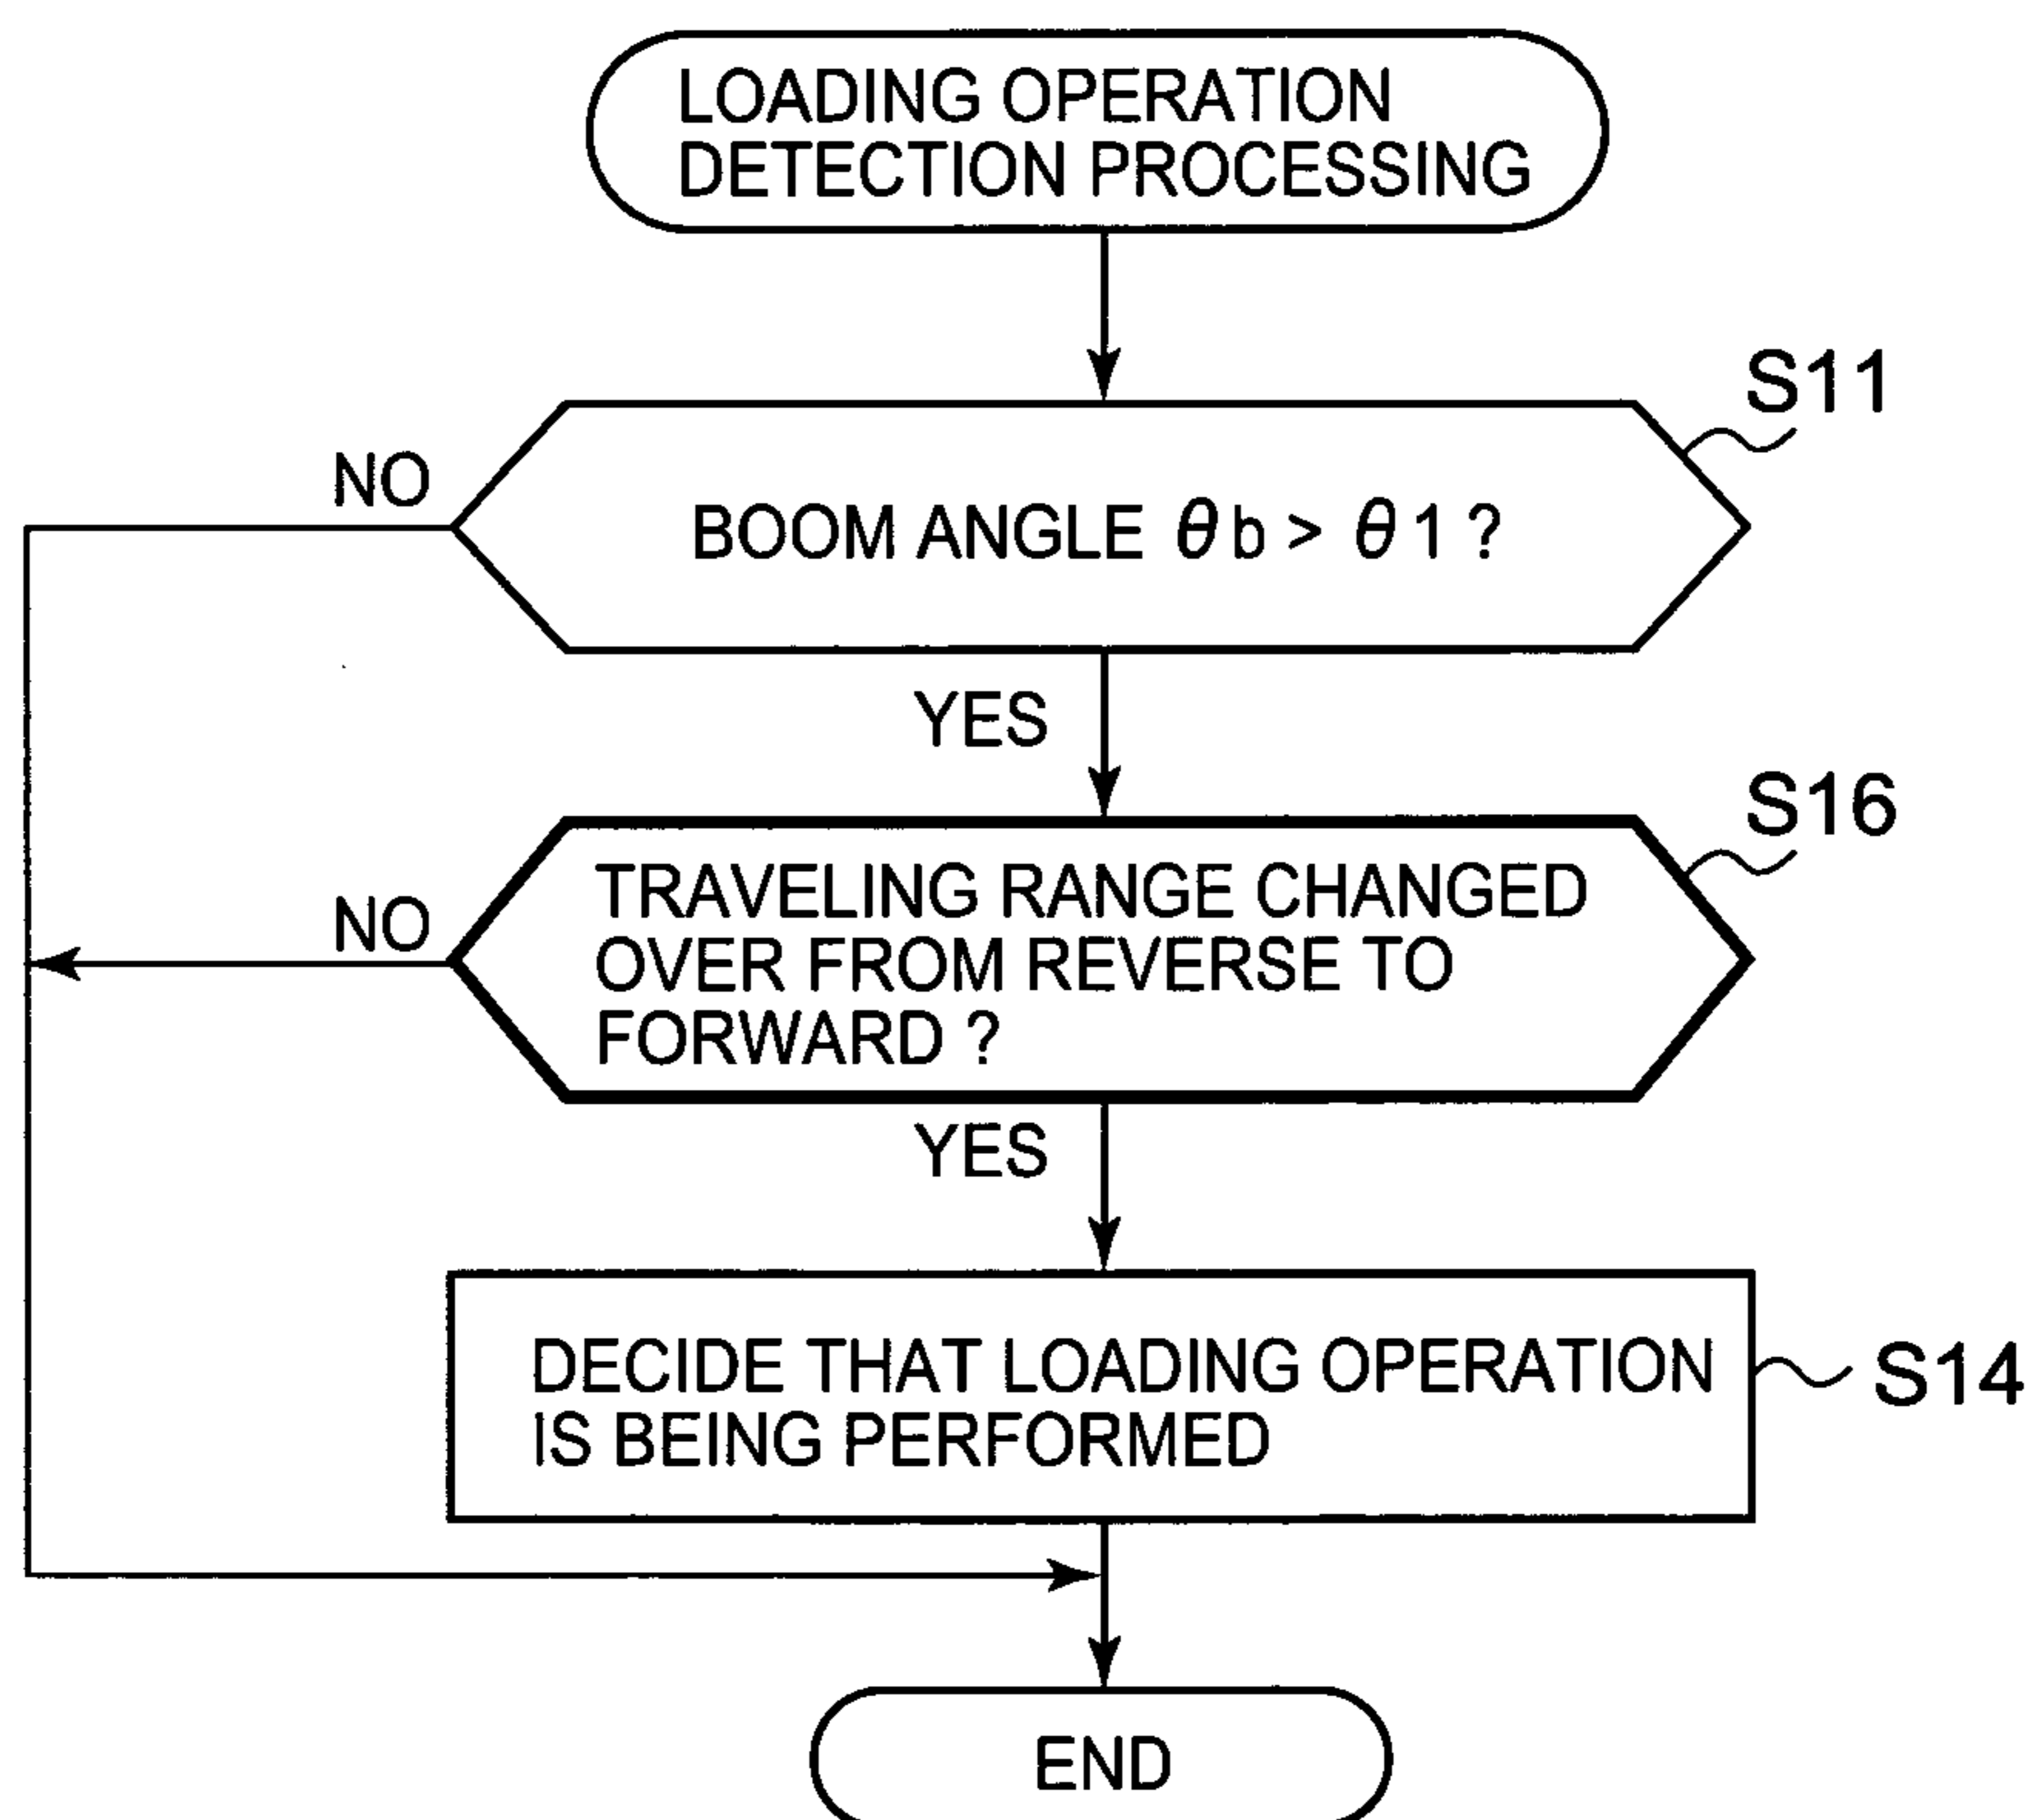 LOADING OPERATION
DETECTION PROCESSING
S11
NO
BOOM ANGLE θb > θ1 ?
YES
S16
NO
TRAVELING RANGE CHANGED
OVER FROM REVERSE TO
FORWARD ?
YES
DECIDE THAT LOADING OPERATION
IS BEING PERFORMED
S14
END